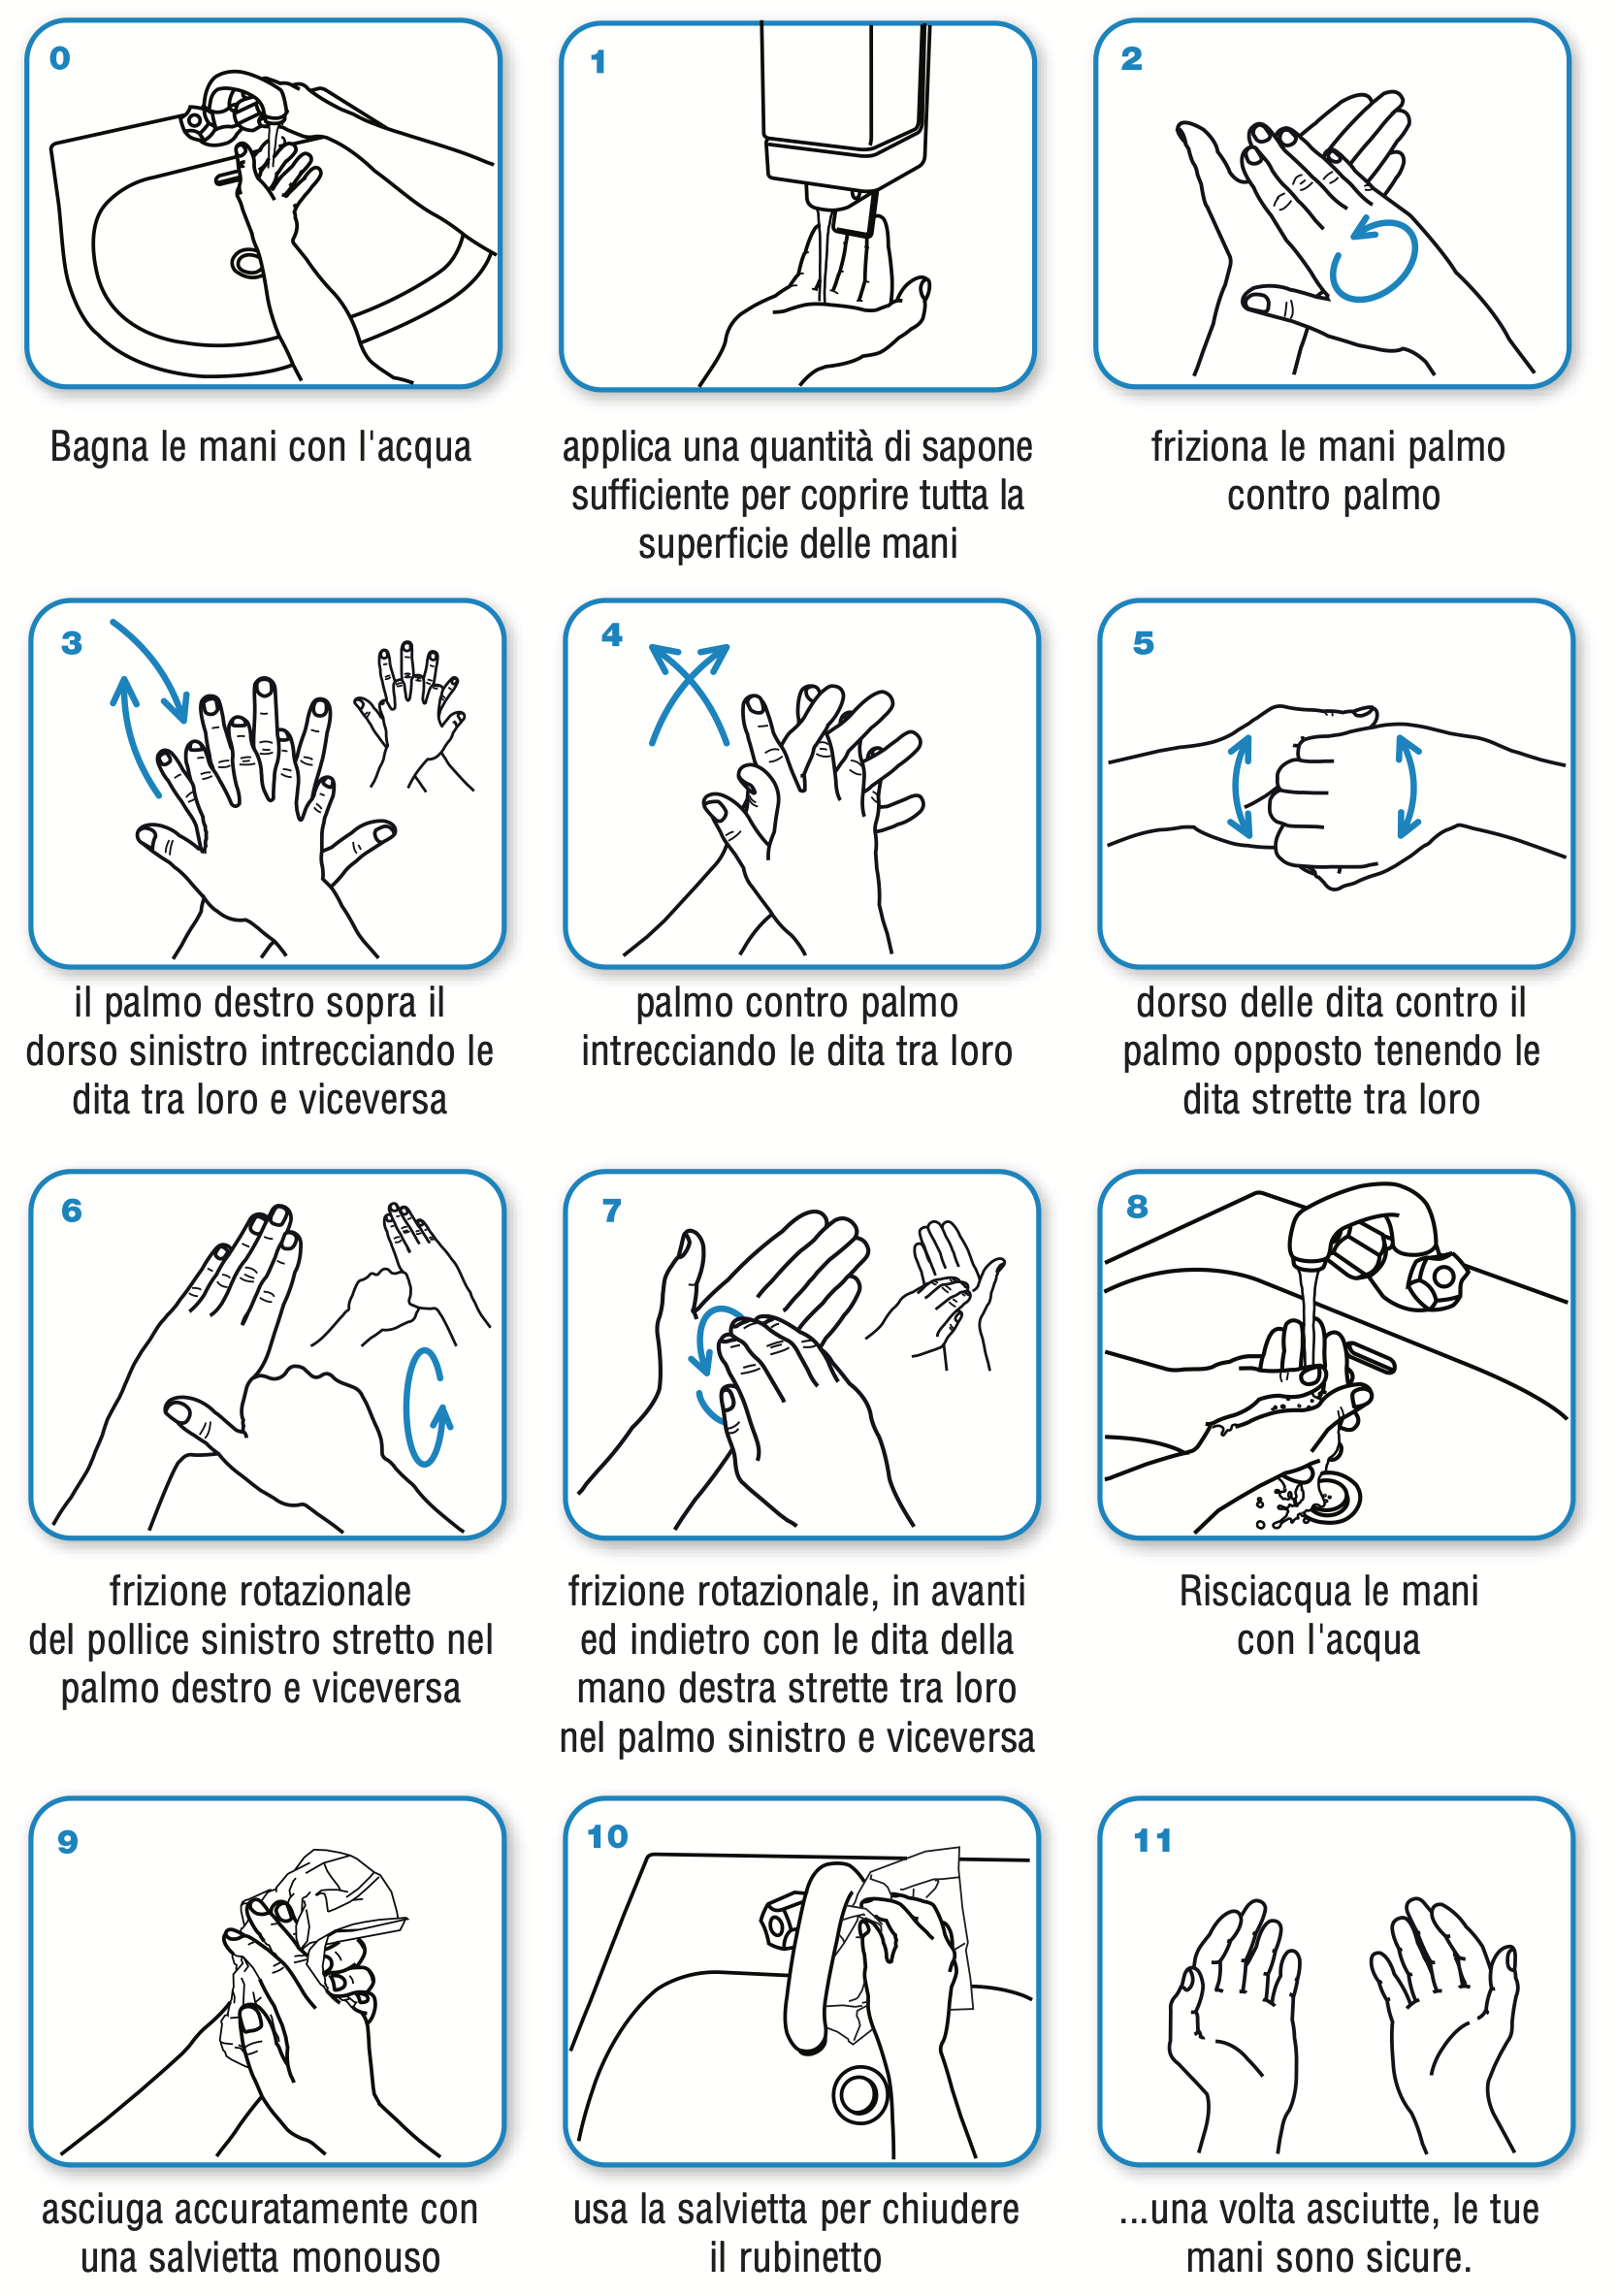 0
Bagna le mani con l'acqua
1
applica una quantità di sapone
sufficiente per coprire tutta la
superficie delle mani
2
friziona le mani palmo
contro palmo
3
il palmo destro sopra il
dorso sinistro intrecciando le
dita tra loro e viceversa
4
palmo contro palmo
intrecciando le dita tra loro
5
dorso delle dita contro il
palmo opposto tenendo le
dita strette tra loro
6
frizione rotazionale
del pollice sinistro stretto nel
palmo destro e viceversa
7
frizione rotazionale, in avanti
ed indietro con le dita della
mano destra strette tra loro
nel palmo sinistro e viceversa
8
Risciacqua le mani
con l'acqua
9
asciuga accuratamente con
una salvietta monouso
10
usa la salvietta per chiudere
il rubinetto
11
...una volta asciutte, le tue
mani sono sicure.